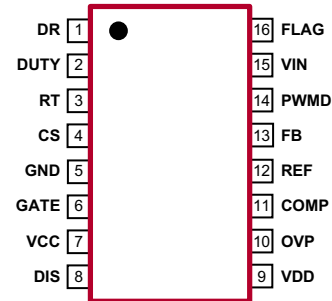 DR 1 16 FLAG
DUTY 2 15 VIN
RT 3 14 PWMD
CS 4 13 FB
GND 5 12 REF
GATE 6 11 COMP
VCC 7 10 OVP
DIS 8 9 VDD